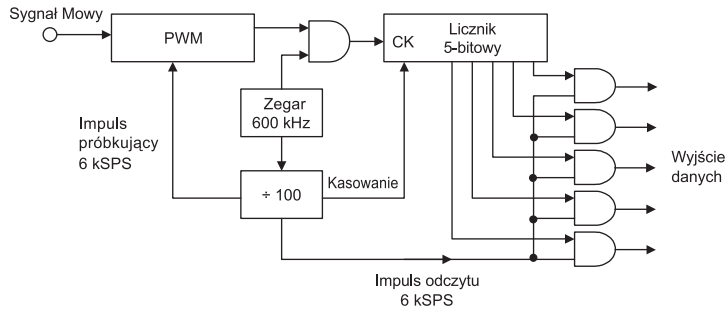 Sygnał Mowy
PWM
CK
Licznik
5-bitowy
Zegar
600 kHz
Impuls
próbkujący
6 kSPS
÷ 100
Kasowanie
Wyjście
danych
Impuls odczytu
6 kSPS